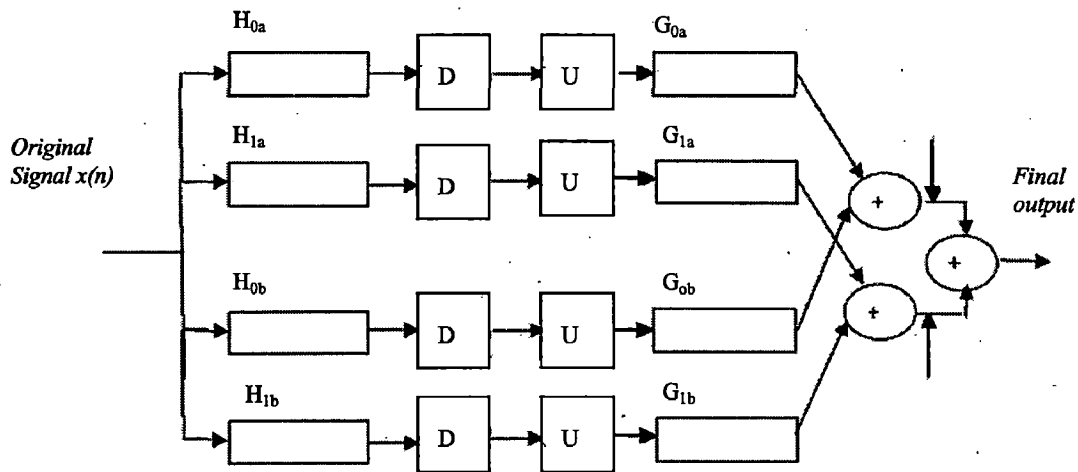 H0a
G0a
D
U
Original
Signal x(n)
H1a
G1a
D
U
Final
output
+
+
H0b
Gob
D
U
+
H1b
G1b
D
U